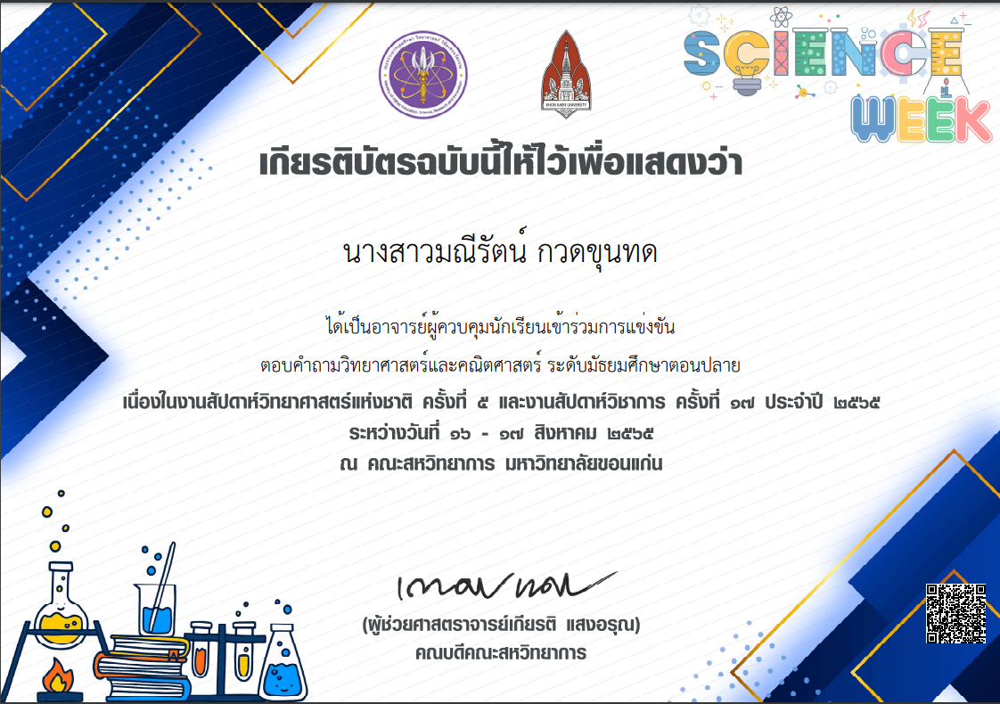 SCIENCE
WEEK
KHON KAEN UNIVERSITY
เกียรติบัตรฉบับนี้ให้ไว้เพื่อแสดงว่า
นางสาวมณีรัตน์ กวดขุนทด
ได้เป็นอาจารย์ผู้ควบคุมนักเรียนเข้าร่วมการแข่งขัน
ตอบคำถามวิทยาศาสตร์และคณิตศาสตร์ ระดับมัธยมศึกษาตอนปลาย
เนื่องในงานสัปดาห์วิทยาศาสตร์แห่งชาติ ครั้งที่ ๕ และงานสัปดาห์วิชาการ ครั้งที่ ๑๗ ประจำปี ๒๕๖๕
ระหว่างวันที่ ๑๖ - ๑๗ สิงหาคม ๒๕๖๕
ณ คณะสหวิทยาการ มหาวิทยาลัยขอนแก่น
(ผู้ช่วยศาสตราจารย์เกียรติ แสงอรุณ)
คณบดีคณะสหวิทยาการ